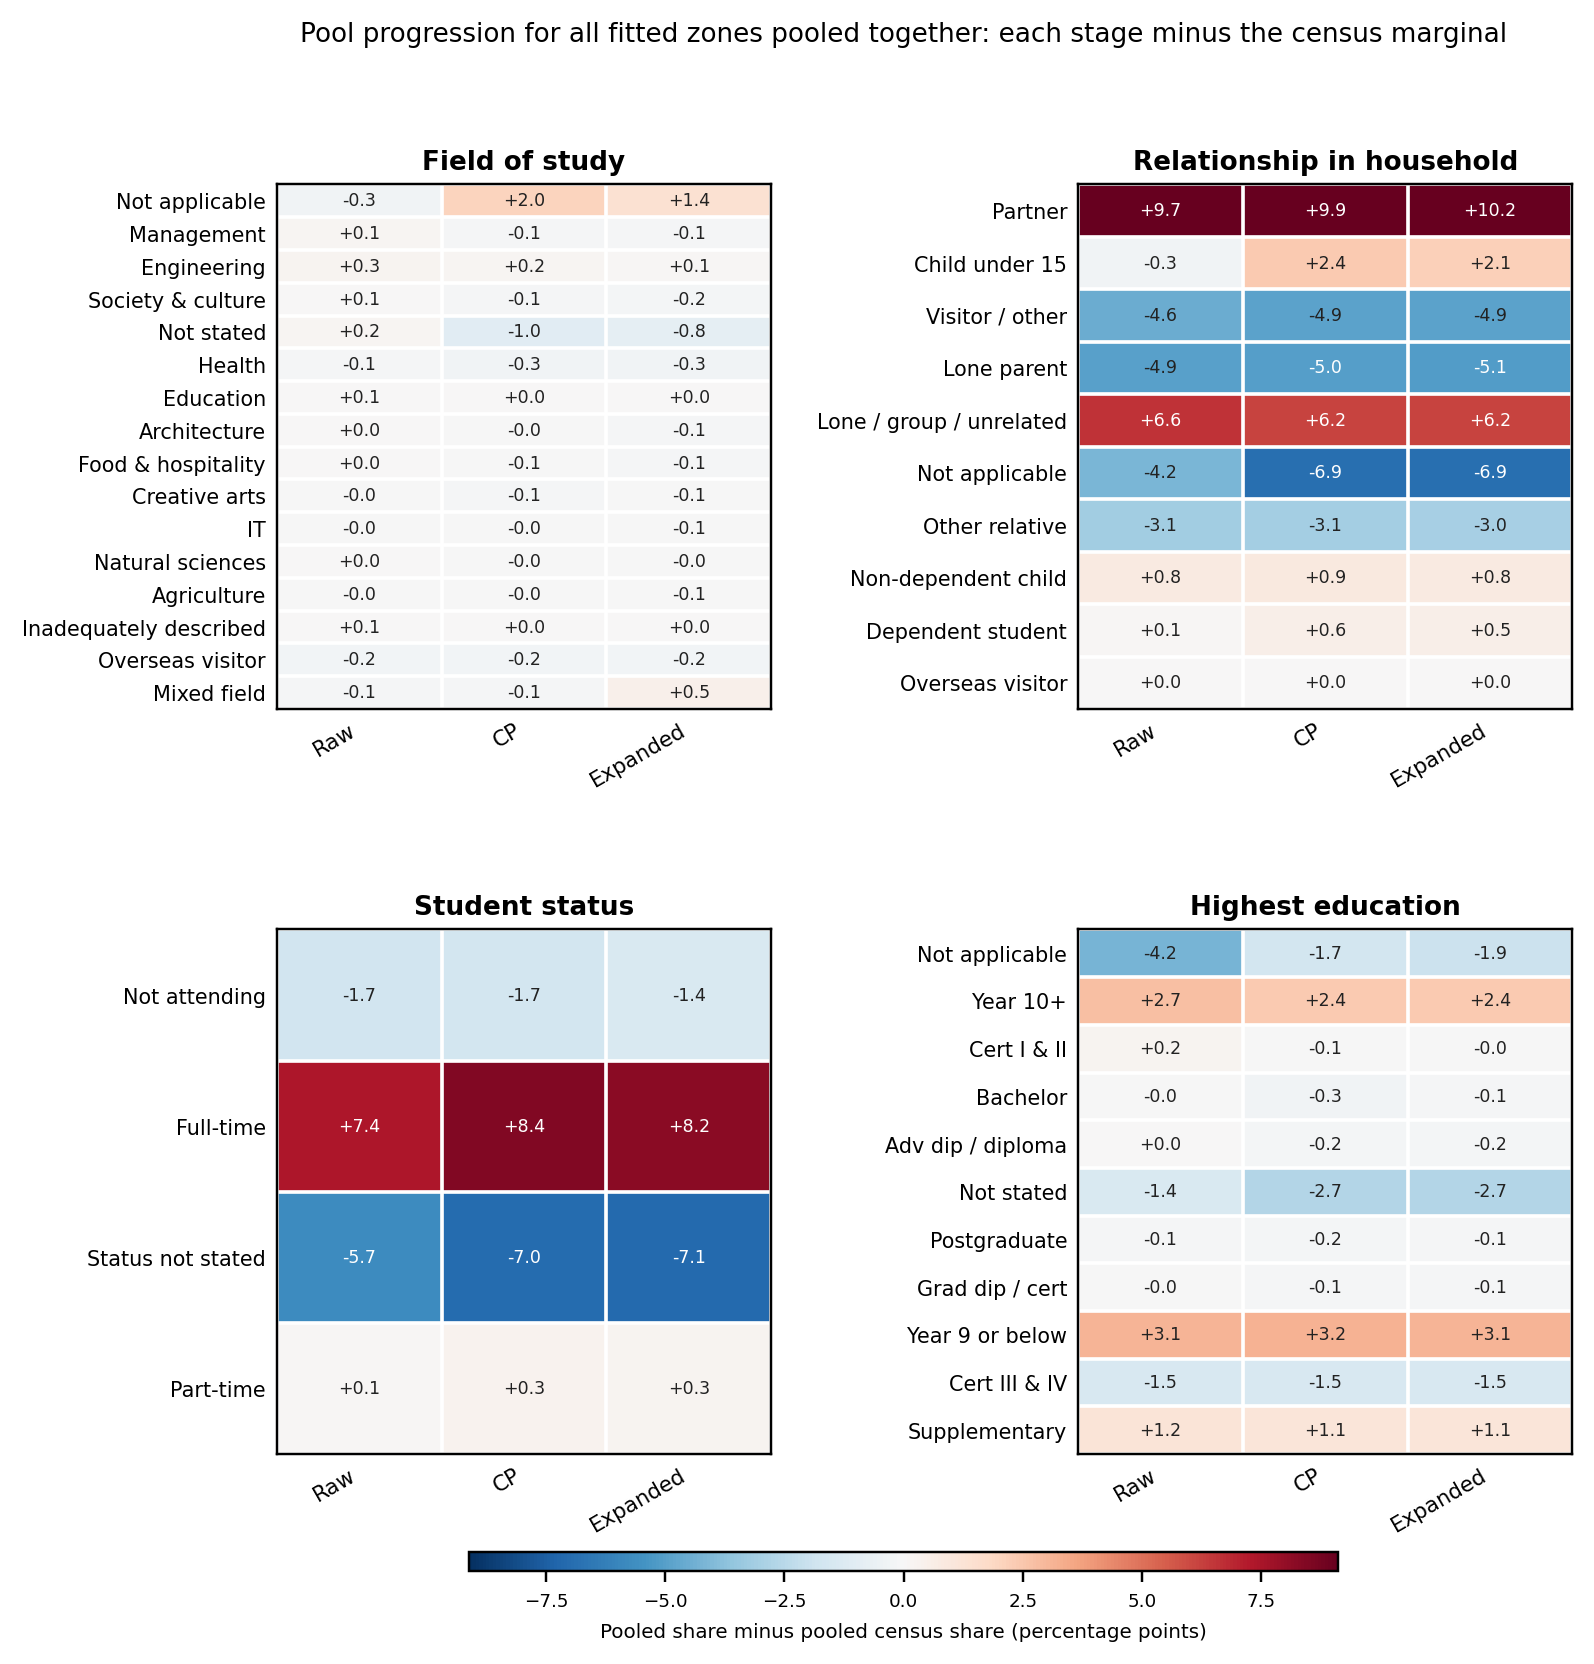 Pool progression for all fitted zones pooled together: each stage minus the census marginal
Field of study
Not applicable -0.3 +2.0 +1.4
Management +0.1 -0.1 -0.1
Engineering +0.3 +0.2 +0.1
Society & culture +0.1 -0.1 -0.2
Not stated +0.2 -1.0 -0.8
Health -0.1 -0.3 -0.3
Education +0.1 +0.0 +0.0
Architecture +0.0 -0.0 -0.1
Food & hospitality +0.0 -0.1 -0.1
Creative arts -0.0 -0.1 -0.1
IT -0.0 -0.0 -0.1
Natural sciences +0.0 -0.0 -0.0
Agriculture -0.0 -0.0 -0.1
Inadequately described +0.1 +0.0 +0.0
Overseas visitor -0.2 -0.2 -0.2
Mixed field -0.1 -0.1 +0.5
Raw CP Expanded
Relationship in household
Partner +9.7 +9.9 +10.2
Child under 15 -0.3 +2.4 +2.1
Visitor / other -4.6 -4.9 -4.9
Lone parent -4.9 -5.0 -5.1
Lone / group / unrelated +6.6 +6.2 +6.2
Not applicable -4.2 -6.9 -6.9
Other relative -3.1 -3.1 -3.0
Non-dependent child +0.8 +0.9 +0.8
Dependent student +0.1 +0.6 +0.5
Overseas visitor +0.0 +0.0 +0.0
Raw CP Expanded
Student status
Not attending -1.7 -1.7 -1.4
Full-time +7.4 +8.4 +8.2
Status not stated -5.7 -7.0 -7.1
Part-time +0.1 +0.3 +0.3
Raw CP Expanded
Highest education
Not applicable -4.2 -1.7 -1.9
Year 10+ +2.7 +2.4 +2.4
Cert I & II +0.2 -0.1 -0.0
Bachelor -0.0 -0.3 -0.1
Adv dip / diploma +0.0 -0.2 -0.2
Not stated -1.4 -2.7 -2.7
Postgraduate -0.1 -0.2 -0.1
Grad dip / cert -0.0 -0.1 -0.1
Year 9 or below +3.1 +3.2 +3.1
Cert III & IV -1.5 -1.5 -1.5
Supplementary +1.2 +1.1 +1.1
Raw CP Expanded
−7.5 −5.0 −2.5 0.0 2.5 5.0 7.5
Pooled share minus pooled census share (percentage points)